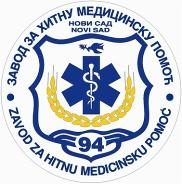 ЗАВОД ЗА ХИТНУ МЕДИЦИНСКУ ПОМОЋ
НОВИ САД
NOVI SAD
94
ZAVOD ZA HITNU MEDICINSKU POMOĆ